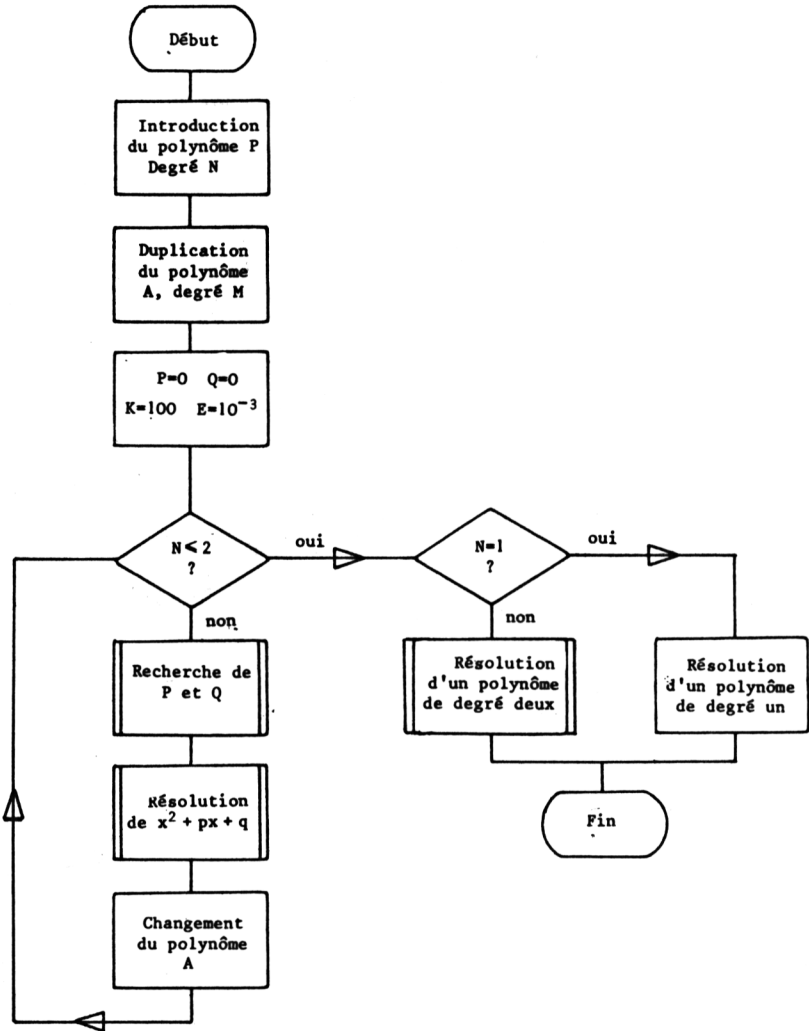 Début
Introduction
du polynôme P
Degré N
Duplication
du polynôme
A, degré M
P=0 Q=0
K=100 E=10⁻³
N⩽2
?
oui
N=1
?
oui
non
non
Recherche de
P et Q
Résolution
d'un polynôme
de degré deux
Résolution
d'un polynôme
de degré un
Résolution
de x² + px + q
Fin
Changement
du polynôme
A